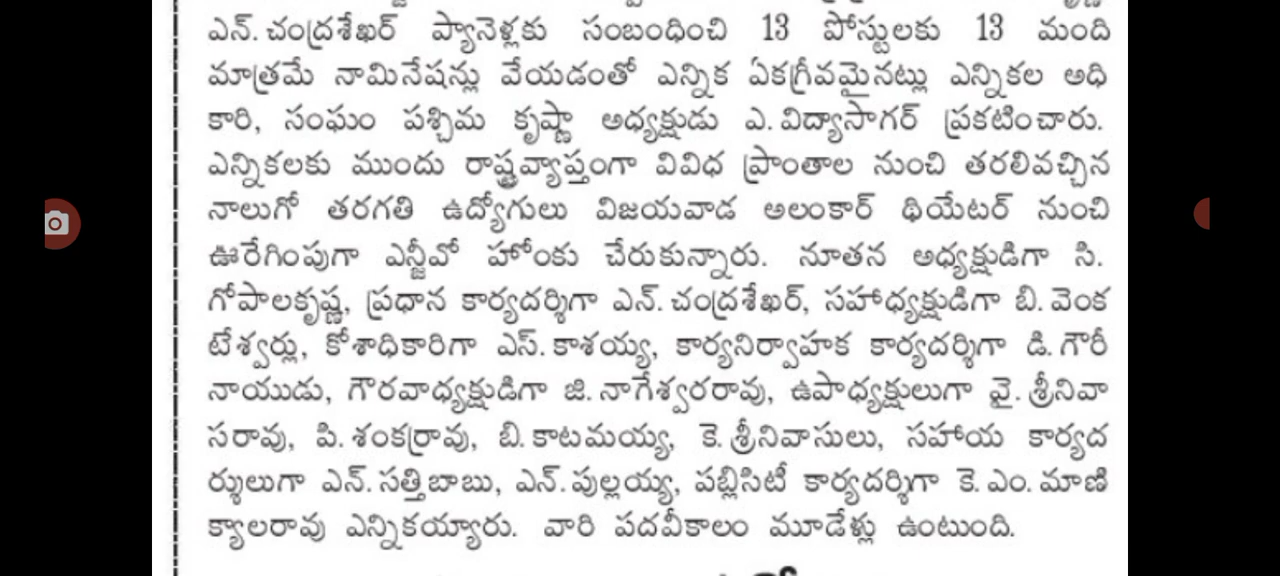 ఎన్. చంద్రశేఖర్ ప్యానెళ్లకు సంబంధించి 13 పోస్టులకు 13 మంది
మాత్రమే నామినేషన్లు వేయడంతో ఎన్నిక ఏకగ్రీవమైనట్లు ఎన్నికల అధి
కారి, సంఘం పశ్చిమ కృష్ణా అధ్యక్షుడు ఎ. విద్యాసాగర్ ప్రకటించారు.
ఎన్నికలకు ముందు రాష్ట్రవ్యాప్తంగా వివిధ ప్రాంతాల నుంచి తరలివచ్చిన
నాలుగో తరగతి ఉద్యోగులు విజయవాడ అలంకార్ థియేటర్ నుంచి
ఊరేగింపుగా ఎన్జీవో హోంకు చేరుకున్నారు. నూతన అధ్యక్షుడిగా సి.
గోపాలకృష్ణ, ప్రధాన కార్యదర్శిగా ఎన్. చంద్రశేఖర్, సహాధ్యక్షుడిగా బి. వెంక
టేశ్వర్లు, కోశాధికారిగా ఎస్. కాశయ్య, కార్యనిర్వాహక కార్యదర్శిగా డి. గౌరీ
నాయుడు, గౌరవాధ్యక్షుడిగా జి. నాగేశ్వరరావు, ఉపాధ్యక్షులుగా వై. శ్రీనివా
సరావు, పి. శంకర్రావు, బి. కాటమయ్య, కె. శ్రీనివాసులు, సహాయ కార్యద
ర్శులుగా ఎన్. సత్తిబాబు, ఎన్. పుల్లయ్య, పబ్లిసిటీ కార్యదర్శిగా కె. ఎం. మాణి
క్యాలరావు ఎన్నికయ్యారు. వారి పదవీకాలం మూడేళ్లు ఉంటుంది.